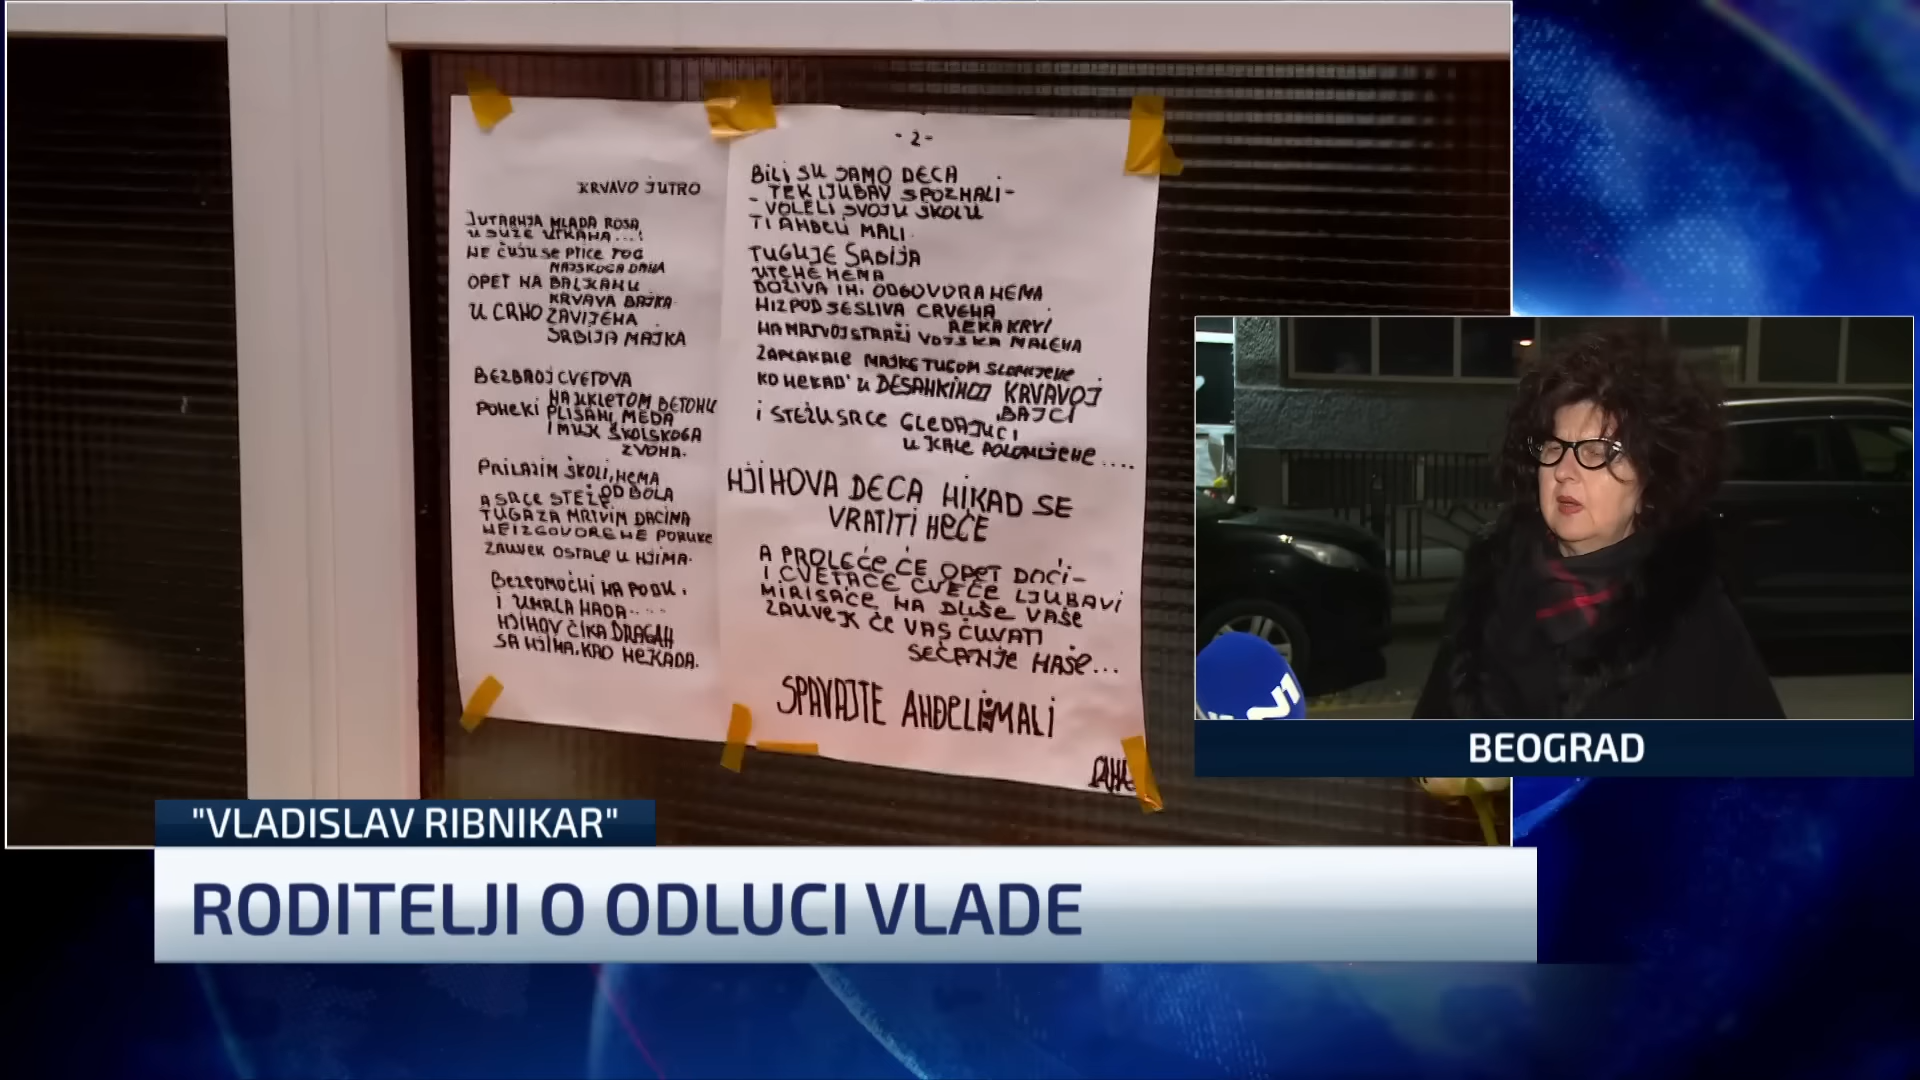 KRVAVO JUTRO
JUTARNJA MLADA ROSA
U SUZE UTKANA...!
NE ČUJU SE PTICE TOG
MAJSKOGA DANA
OPET NA BALKANU
KRVAVA BAJKA
U CRNO ZAVIJENA
SRBIJA MAJKA
BEZBROJ CVETOVA
NA UKLETOM BETONU
PONEKI PLIŠANI MEDA
I MUK ŠKOLSKOGA
ZVONA.
PRILAZIM ŠKOLI, NEMA
A SRCE STEŽE OD BOLA
TUGA ZA MRTVIM ĐACIMA
NEIZGOVORENE PORUKE
ZAUVEK OSTALE U NJIMA.
BESPOMOĆNI NA PODU.
I UMRLA NADA....
NJIHOV ČIKA DRAGAN
SA NJIMA, KAO NEKADA.
- 2 -
BILI SU SAMO DECA
- TEK LJUBAV SPOZNALI -
- VOLELI SVOJU ŠKOLU
TI ANĐELI MALI.
TUGUJE SRBIJA
UTEHE NEMA
DOZIVA IH. ODGOVORA NEMA
NIZ POD SE SLIVA CRVENA
REKA KRVI
NA MRTVOJ STRAŽI VOJSKA MALENA
ZAPLAKALE MAJKE TUGOM SLOMLJENE
KO NEKAD' U DESANKINOJ KRVAVOJ
BAJCI
I STEŽU SRCE GLEDAJUĆI
U KALE POLOMLJENE....
NJIHOVA DECA NIKAD SE
VRATITI NEĆE
A PROLEĆE ĆE OPET DOĆI -
I CVETAĆE CVEĆE LJUBAVI
MIRISAĆE NA DUŠE VAŠE
ZAUVEK ĆE VAS ČUVATI
SEĆANJE NAŠE...
SPAVAJTE ANĐELI MALI
N1
BEOGRAD
"VLADISLAV RIBNIKAR"
RODITELJI O ODLUCI VLADE